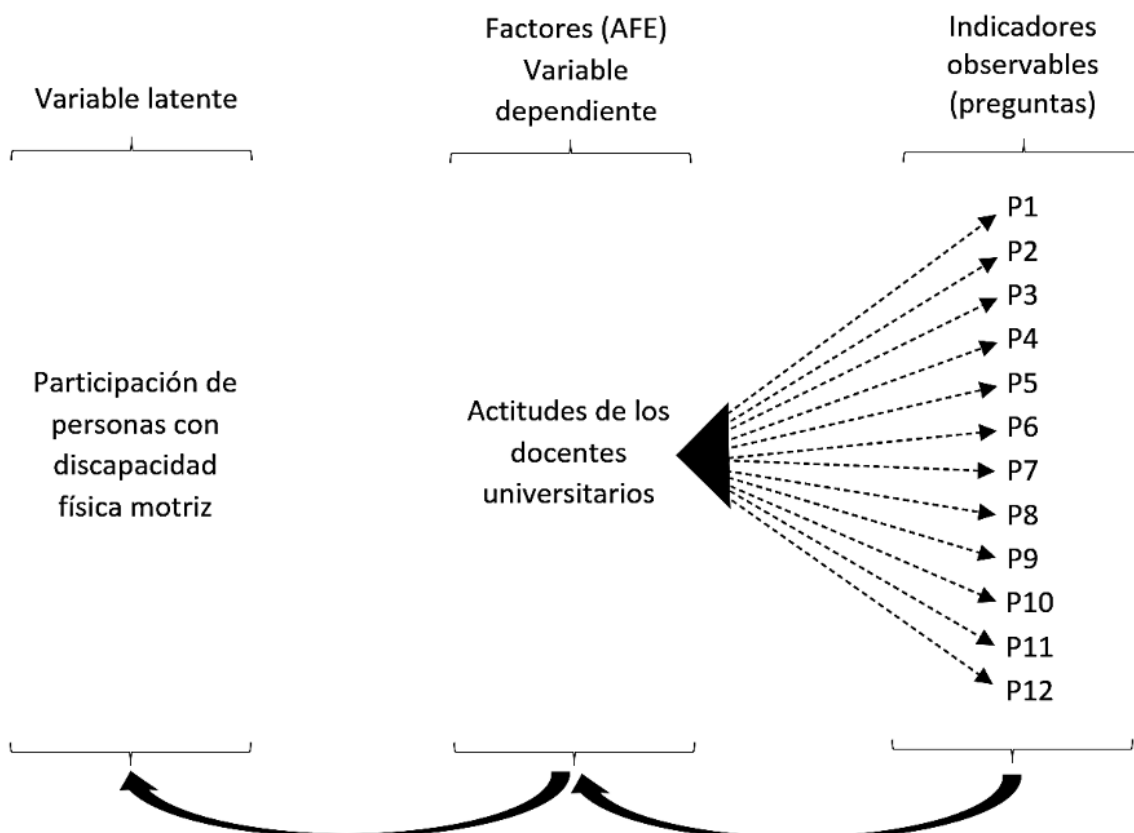 Variable latente
Factores (AFE)
Variable
dependiente
Indicadores
observables
(preguntas)
Participación de
personas con
discapacidad
física motriz
Actitudes de los
docentes
universitarios
P1
P2
P3
P4
P5
P6
P7
P8
P9
P10
P11
P12